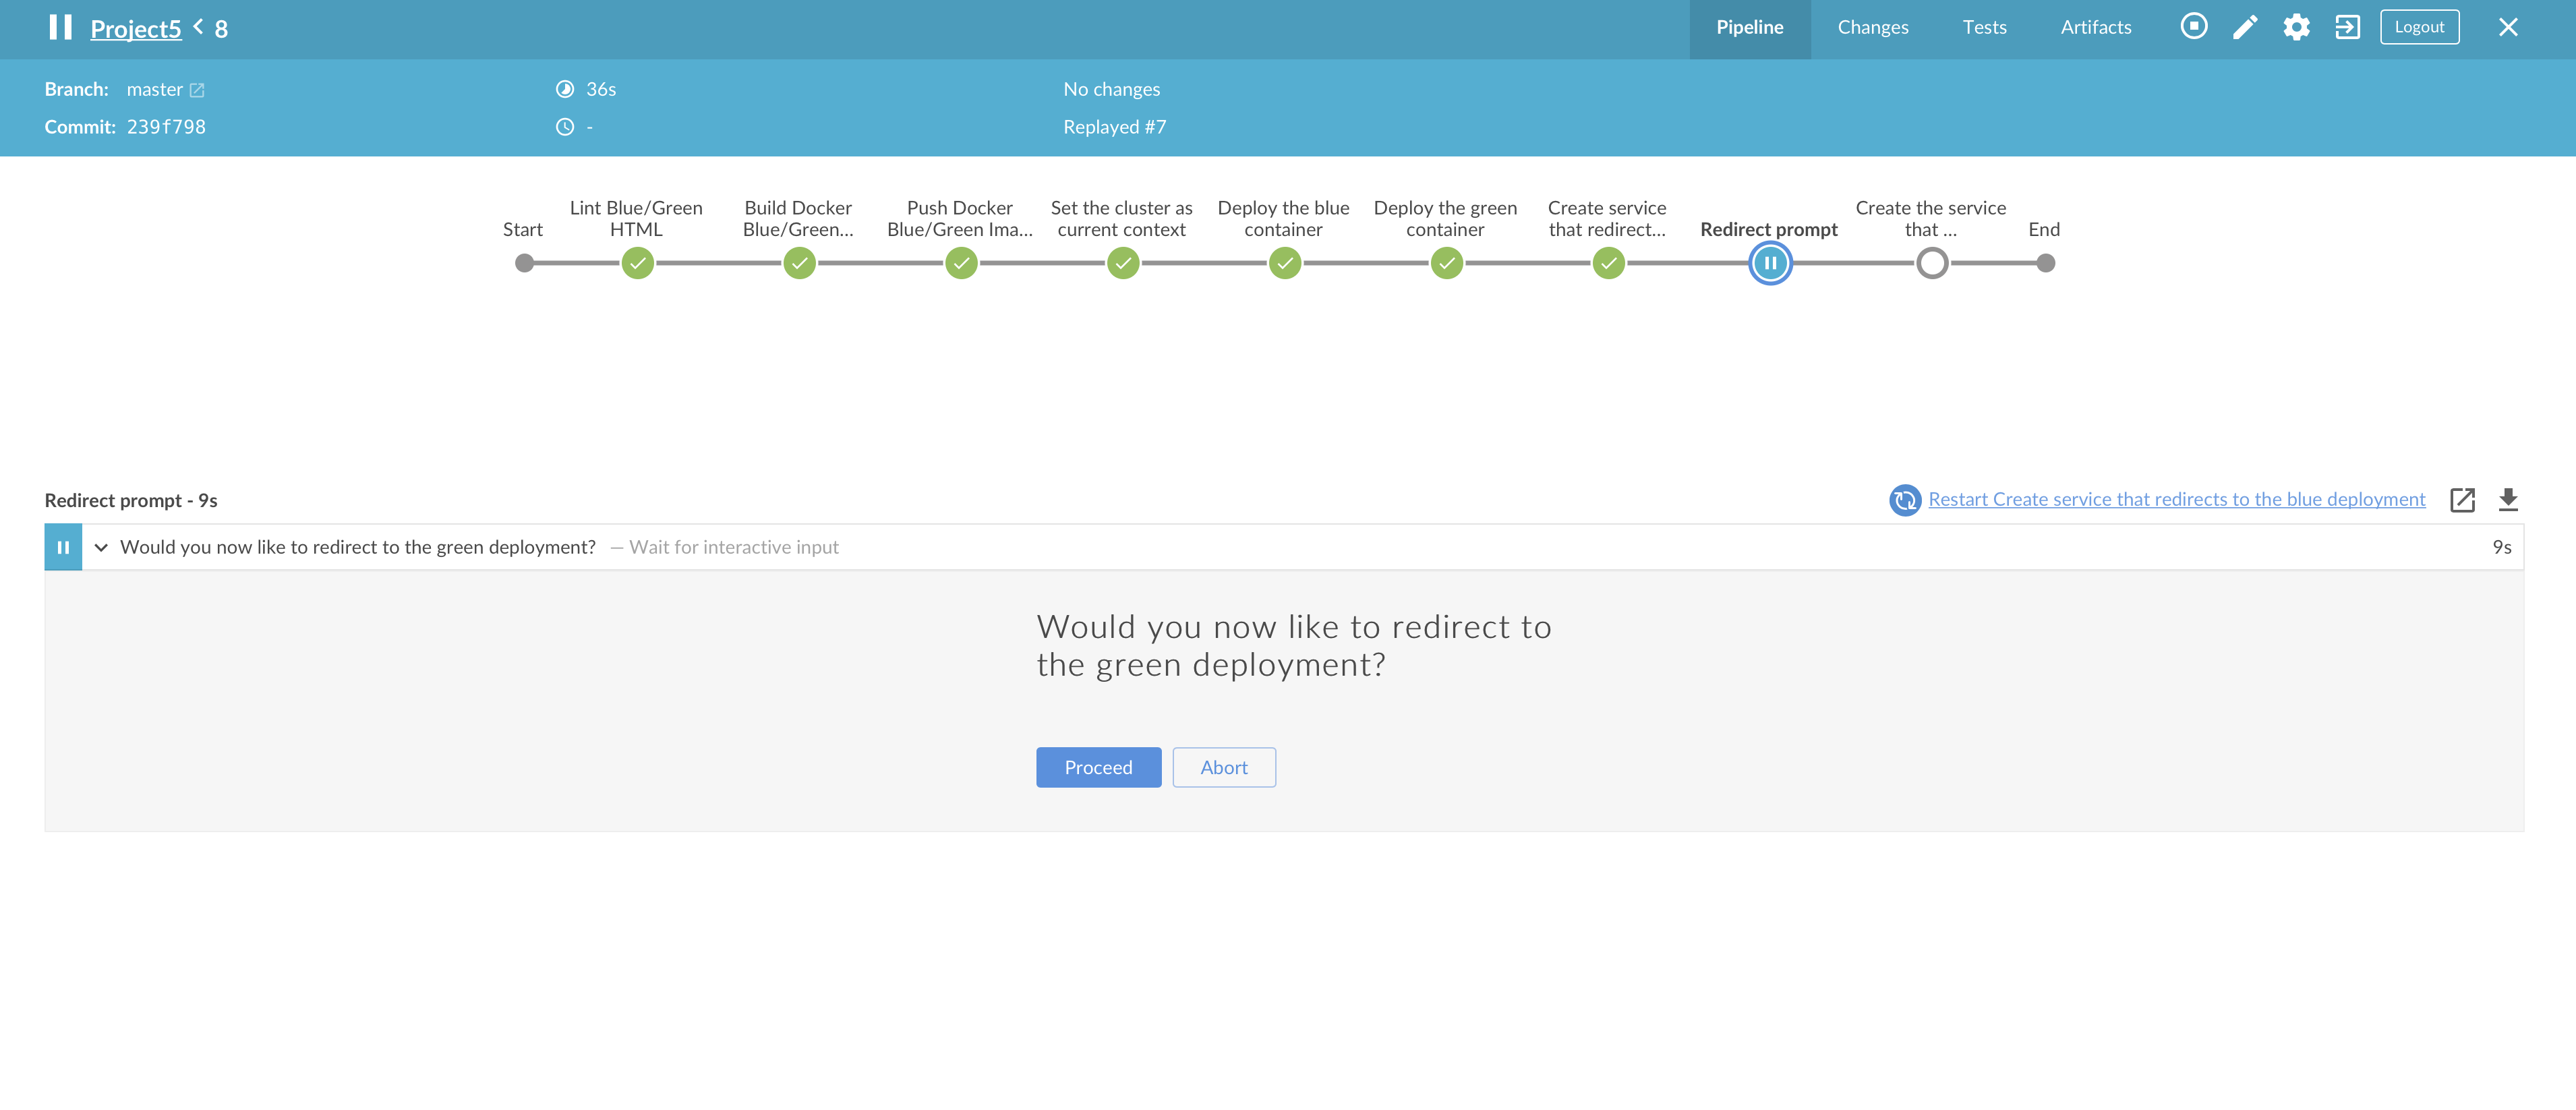 Project5 < 8
Pipeline
Changes
Tests
Artifacts
Logout
Branch: master
36s
No changes
Commit: 239f798
-
Replayed #7
Start
Lint Blue/Green
HTML
Build Docker
Blue/Green...
Push Docker
Blue/Green Ima...
Set the cluster as
current context
Deploy the blue
container
Deploy the green
container
Create service
that redirect...
Redirect prompt
Create the service
that ...
End
Redirect prompt - 9s
Restart Create service that redirects to the blue deployment
Would you now like to redirect to the green deployment? — Wait for interactive input
9s
Would you now like to redirect to
the green deployment?
Proceed
Abort